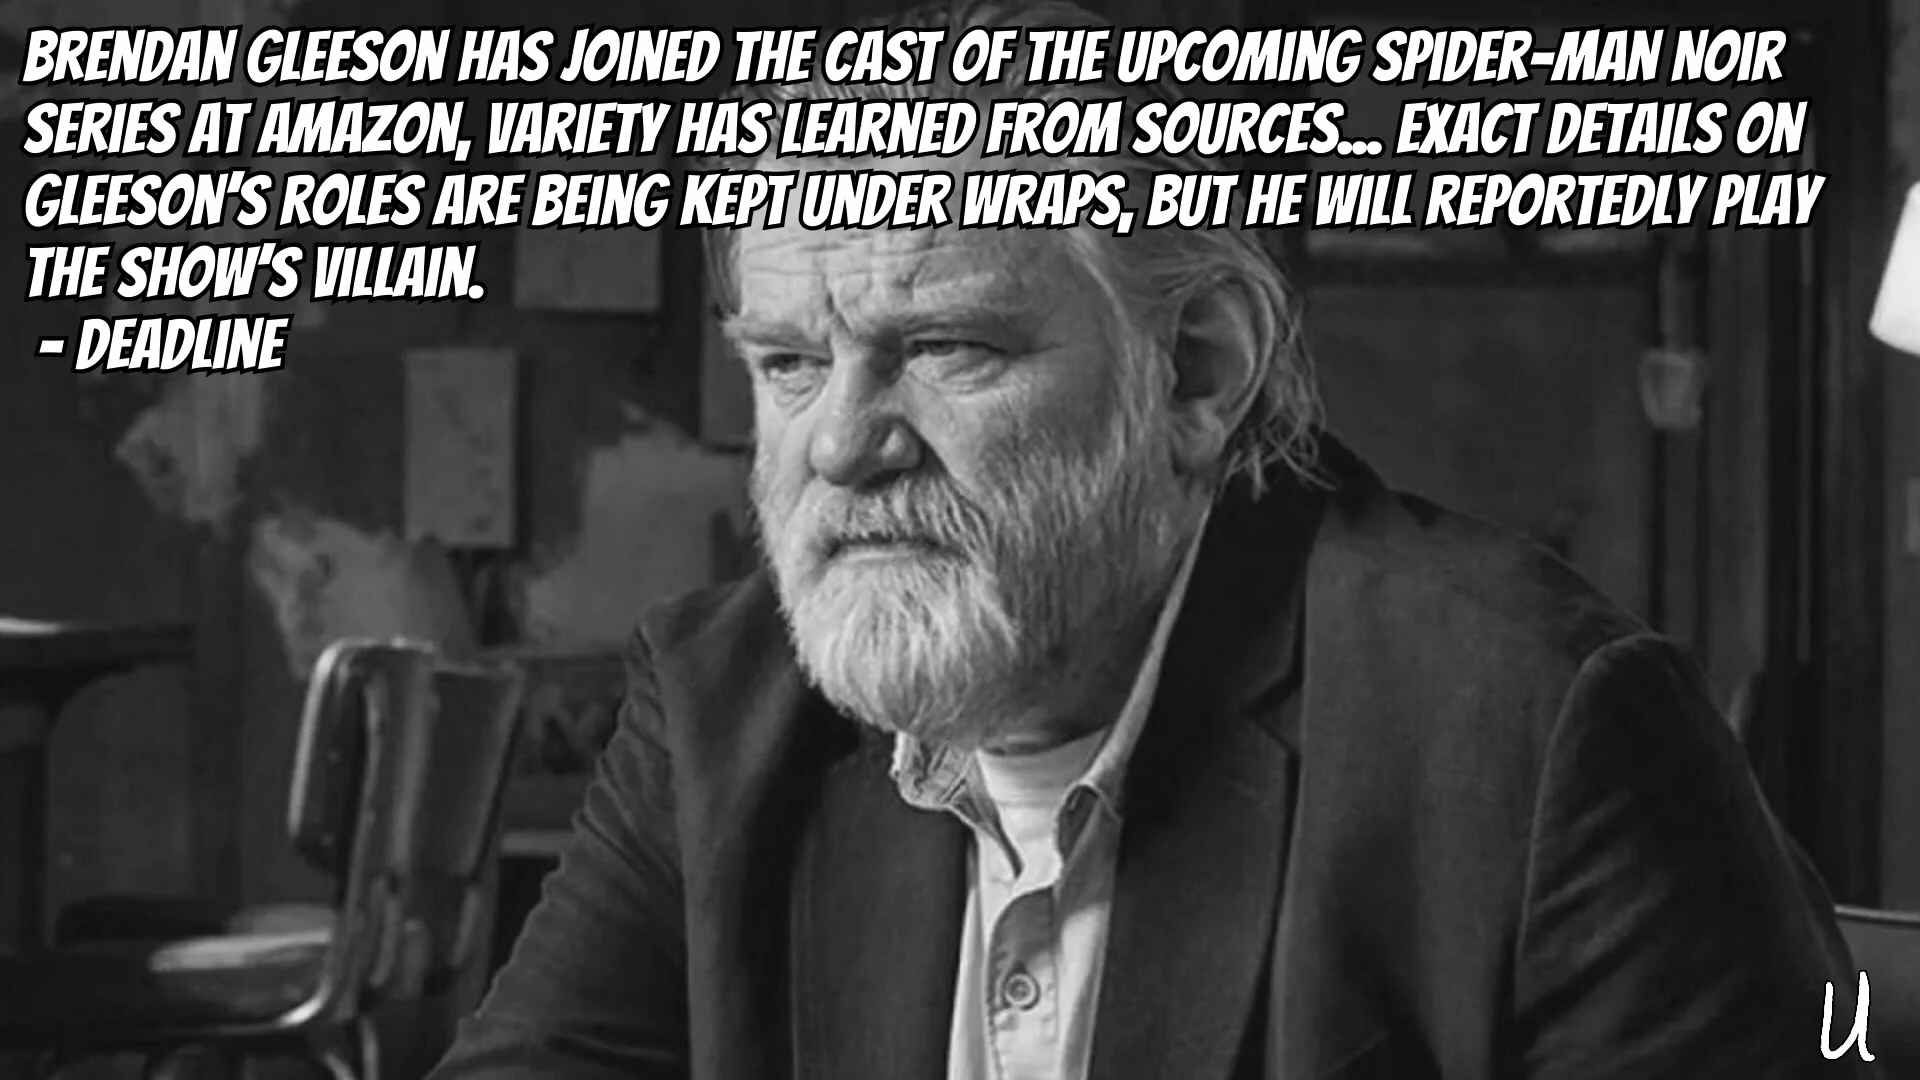 BRENDAN GLEESON HAS JOINED THE CAST OF THE UPCOMING SPIDER-MAN NOIR
SERIES AT AMAZON, VARIETY HAS LEARNED FROM SOURCES... EXACT DETAILS ON
GLEESON'S ROLES ARE BEING KEPT UNDER WRAPS, BUT HE WILL REPORTEDLY PLAY
THE SHOW'S VILLAIN.
- DEADLINE
U